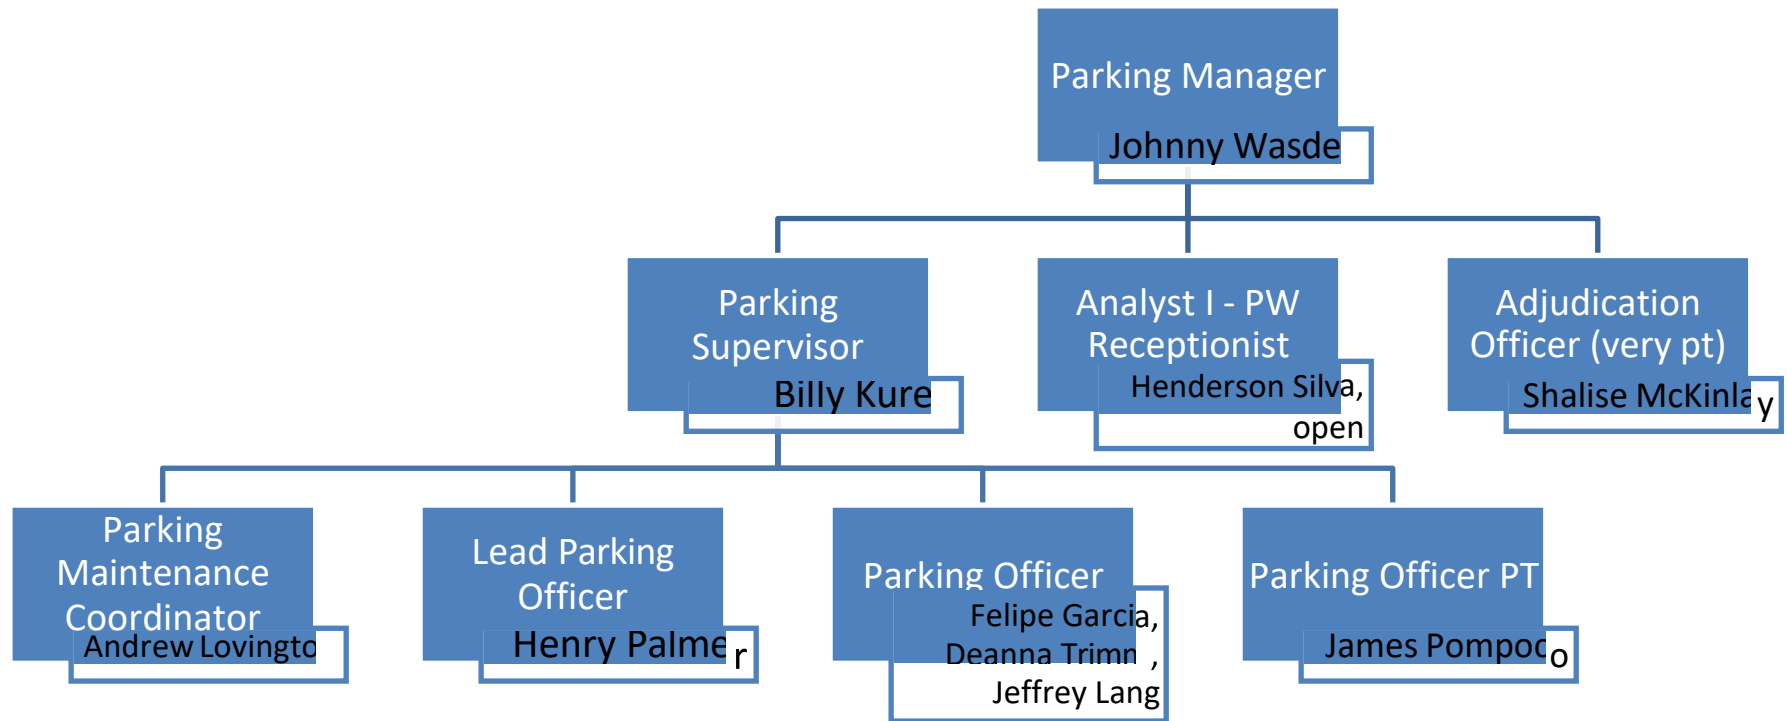 Parking Manager
Johnny Wasde
Parking
Supervisor
Billy Kure
Analyst I - PW
Receptionist
Henderson Silva,
open
Adjudication
Officer (very pt)
Shalise McKinlay
Parking
Maintenance
Coordinator
Andrew Lovingto
Lead Parking
Officer
Henry Palmer
Parking Officer
Felipe Garcia,
Deanna Trimm ,
Jeffrey Lang
Parking Officer PT
James